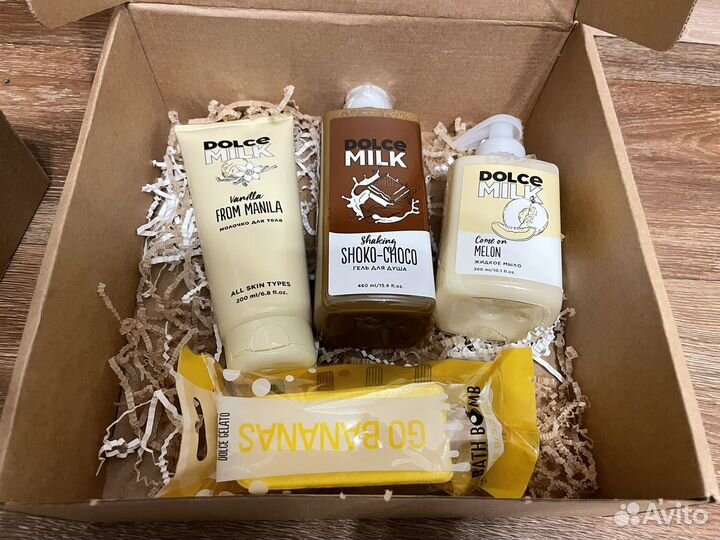 DOLCE
MILK
Vanilla
FROM MANILA
МОЛОЧКО ДЛЯ ТЕЛА
ALL SKIN TYPES
200 ml/6,8 fl.oz.
DOLCE
MILK
Shaking
SHOKO-CHOCO
ГЕЛЬ ДЛЯ ДУША
460 ml/15.6 fl.oz.
DOLCE
MILK
Come on
MELON
ЖИДКОЕ МЫЛО
300 ml/10.1 fl.oz.
DOLCE GELATO
GO BANANAS
BATH BOMB
Avito